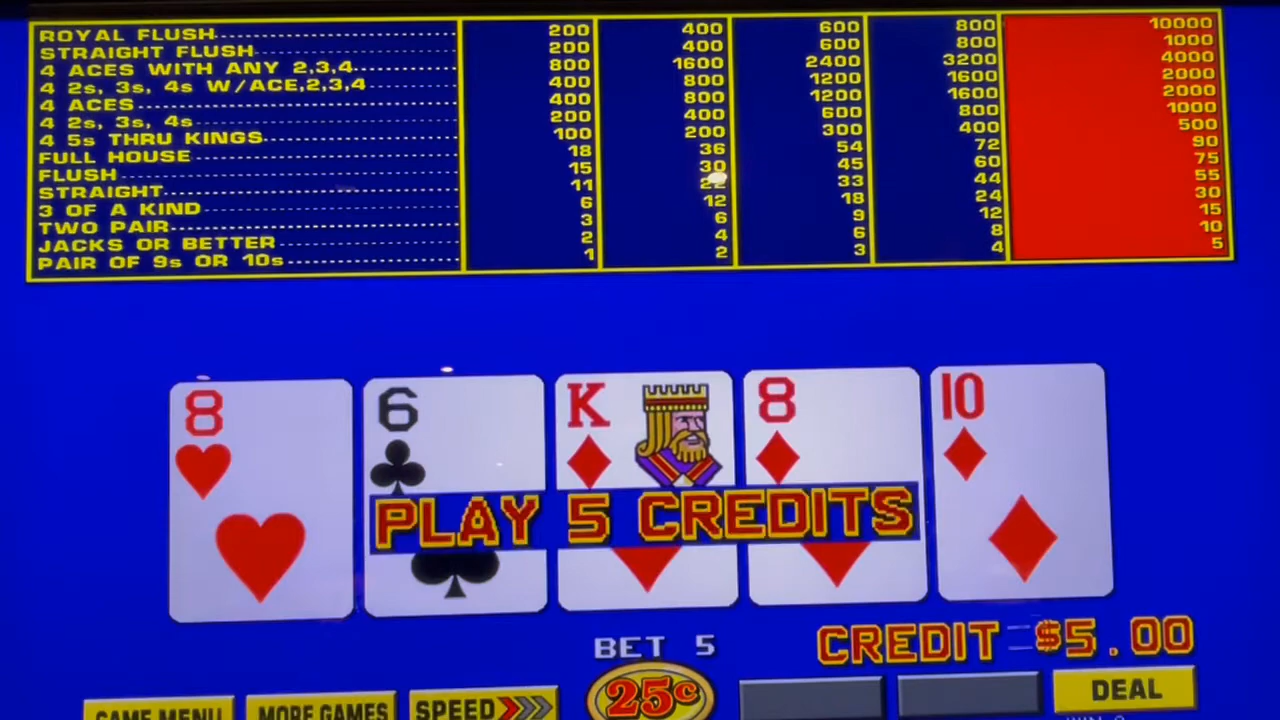 ROYAL FLUSH 200 400 600 800 10000
STRAIGHT FLUSH 200 400 600 800 1000
4 ACES WITH ANY 2,3,4 800 1600 2400 3200 4000
4 2s, 3s, 4s W/ACE,2,3,4 400 800 1200 1600 2000
4 ACES 400 800 1200 1600 2000
4 2s, 3s, 4s 200 400 600 800 1000
4 5s THRU KINGS 100 200 300 400 500
FULL HOUSE 18 36 54 72 90
FLUSH 15 30 45 60 75
STRAIGHT 11 22 33 44 55
3 OF A KIND 6 12 18 24 30
TWO PAIR 3 6 9 12 15
JACKS OR BETTER 2 4 6 8 10
PAIR OF 9s OR 10s 1 2 3 4 5
8 6 K 8 10
PLAY 5 CREDITS
BET 5 CREDIT $5.00
GAME MENU MORE GAMES SPEED 25¢ DEAL